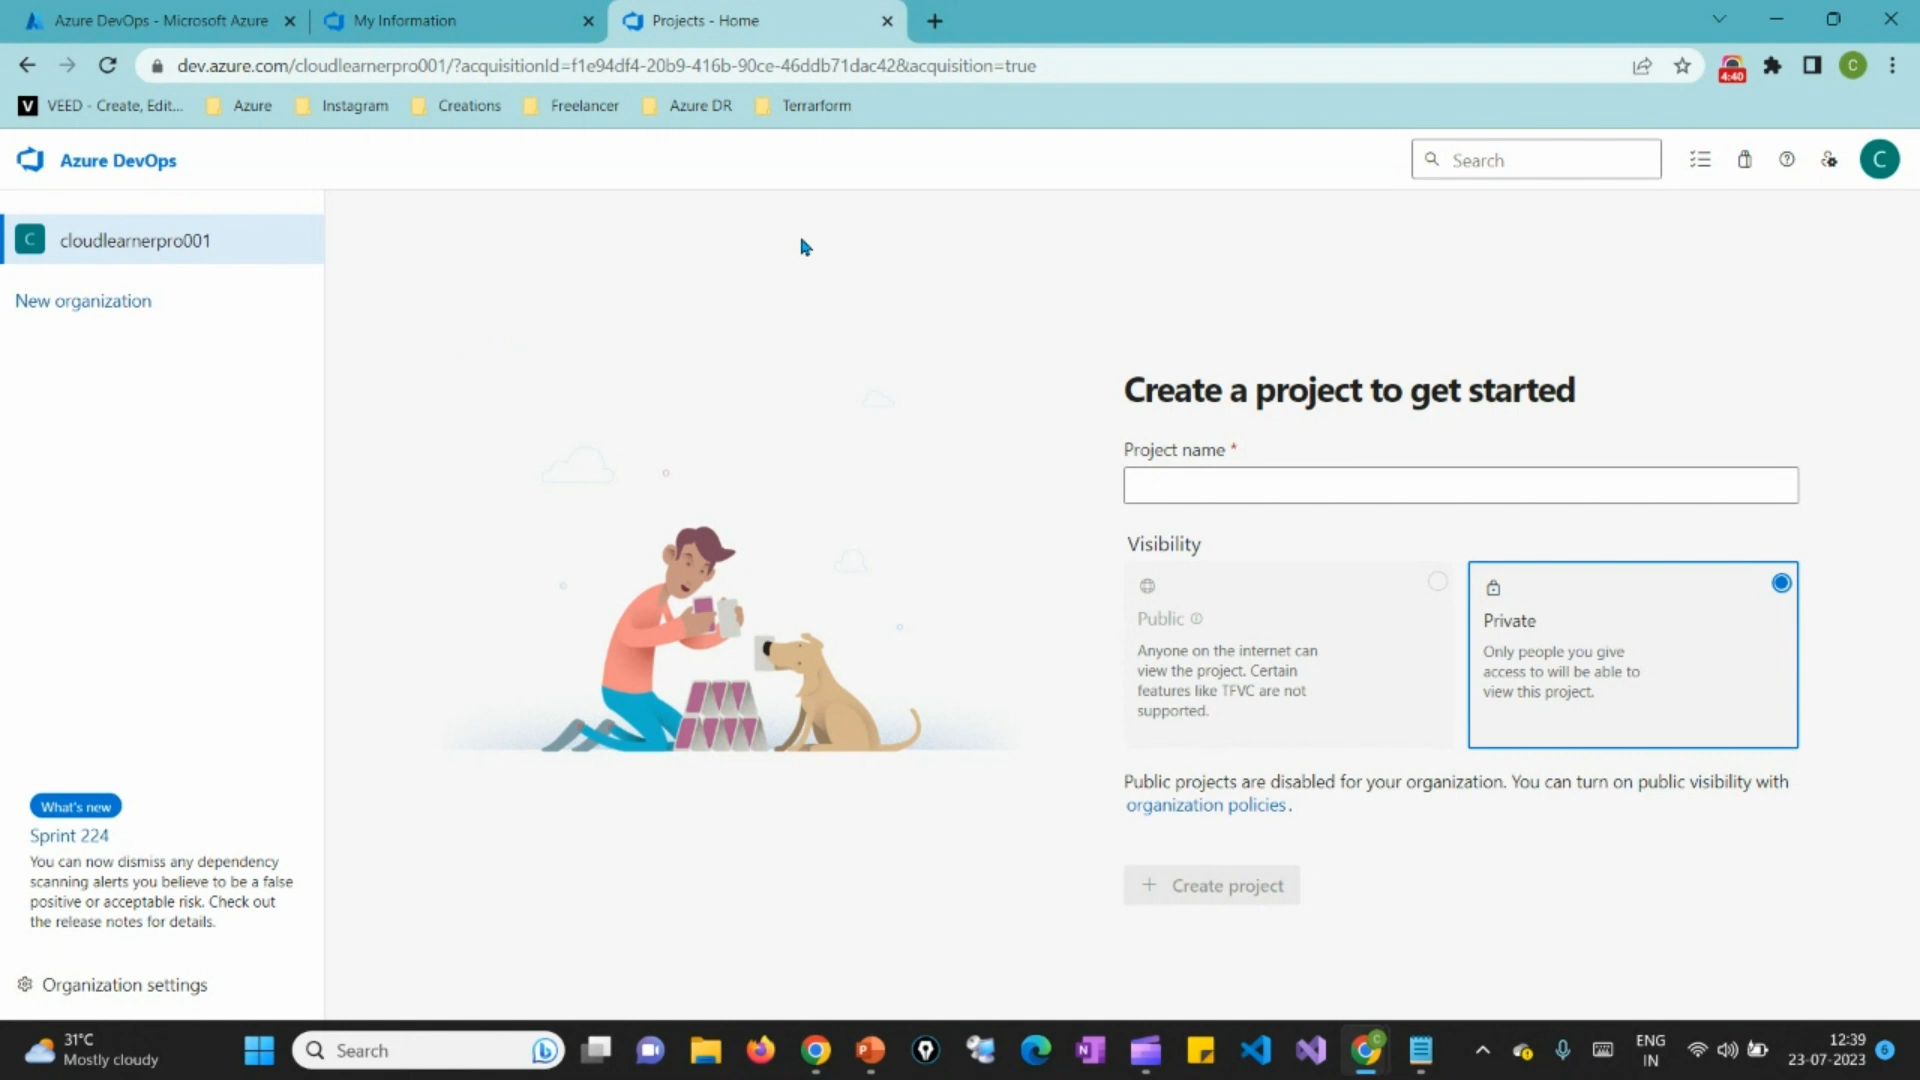 Azure DevOps - Microsoft Azure
My Information
Projects - Home
dev.azure.com/cloudlearnerpro001/?acquisitionId=f1e94df4-20b9-416b-90ce-46ddb71dac42&acquisition=true
4:40
C
V VEED - Create, Edit...
Azure
Instagram
Creations
Freelancer
Azure DR
Terrarform
Azure DevOps
Search
C
C cloudlearnerpro001
New organization
Create a project to get started
Project name *
Visibility
Public
Anyone on the internet can
view the project. Certain
features like TFVC are not
supported.
Private
Only people you give
access to will be able to
view this project.
Public projects are disabled for your organization. You can turn on public visibility with
organization policies.
+ Create project
What's new
Sprint 224
You can now dismiss any dependency
scanning alerts you believe to be a false
positive or acceptable risk. Check out
the release notes for details.
Organization settings
31°C
Mostly cloudy
Search
ENG
IN
12:39
23-07-2023
6